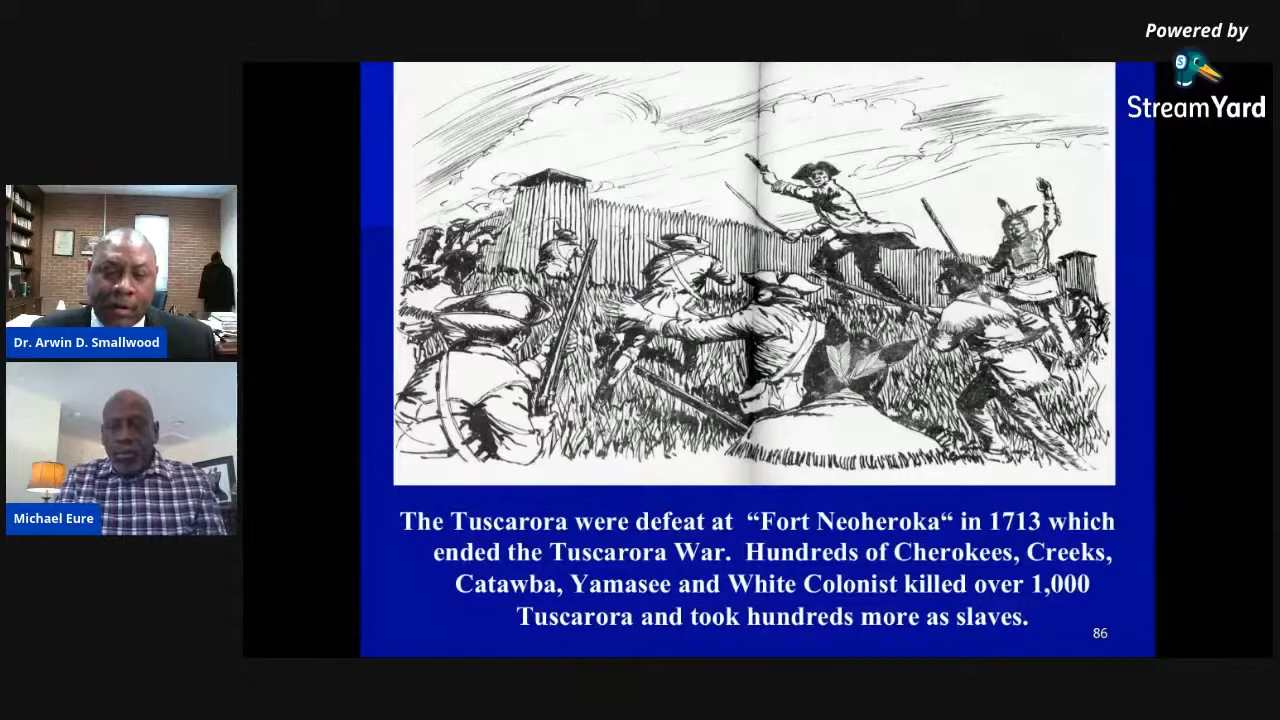 Powered by
StreamYard
Dr. Arwin D. Smallwood
Michael Eure
The Tuscarora were defeat at “Fort Neoheroka“ in 1713 which
ended the Tuscarora War. Hundreds of Cherokees, Creeks,
Catawba, Yamasee and White Colonist killed over 1,000
Tuscarora and took hundreds more as slaves.
86